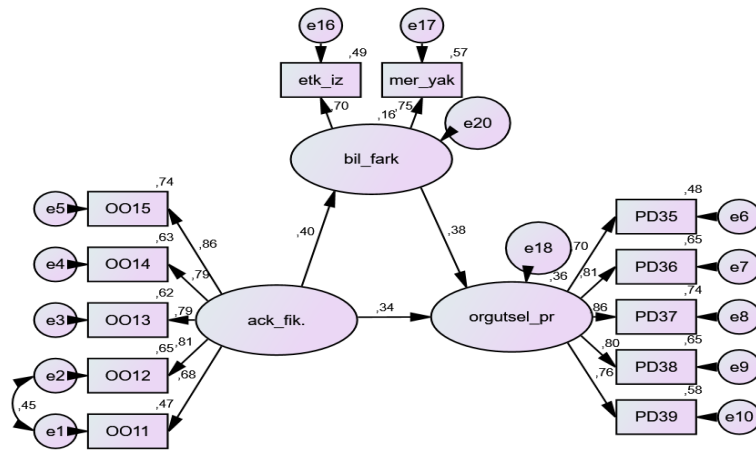 e16
e17
,49
,57
etk_iz
mer_yak
,70
,75
,16
e20
bil_fark
,74
e5
OO15
,48
PD35
e6
,86
,40
,38
,63
e4
OO14
,79
e18
,70
,65
PD36
e7
,81
,36
,62
e3
OO13
,79
ack_fik.
,34
orgutsel_pr
,86
,74
PD37
e8
,81
,65
e2
OO12
,68
,80
,65
PD38
e9
,76
,45
,47
e1
OO11
,58
PD39
e10